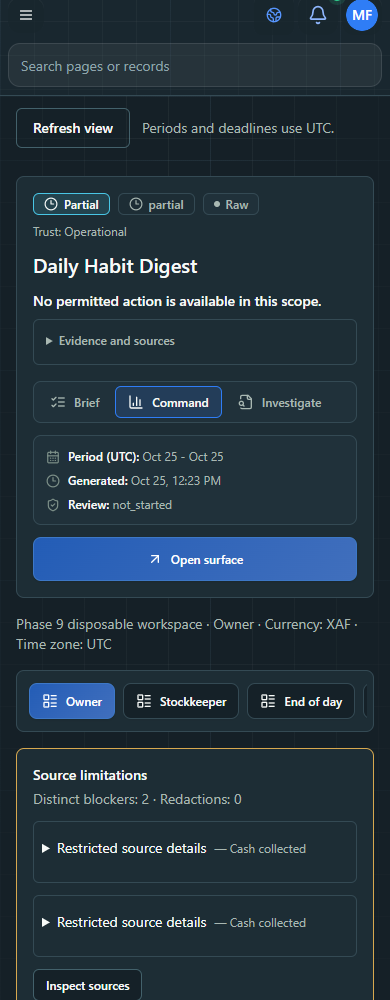 MF
Search pages or records
Refresh view
Periods and deadlines use UTC.
Partial
partial
Raw
Trust: Operational
Daily Habit Digest
No permitted action is available in this scope.
Evidence and sources
Brief
Command
Investigate
Period (UTC): Oct 25 - Oct 25
Generated: Oct 25, 12:23 PM
Review: not_started
Open surface
Phase 9 disposable workspace · Owner · Currency: XAF ·
Time zone: UTC
Owner
Stockkeeper
End of day
Source limitations
Distinct blockers: 2 · Redactions: 0
Restricted source details — Cash collected
Restricted source details — Cash collected
Inspect sources